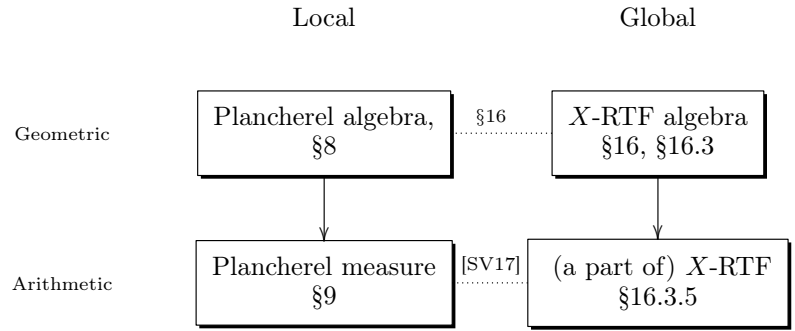 Local Global
Geometric
Plancherel algebra,
§8
§16
X-RTF algebra
§16, §16.3
Arithmetic
Plancherel measure
§9
[SV17]
(a part of) X-RTF
§16.3.5